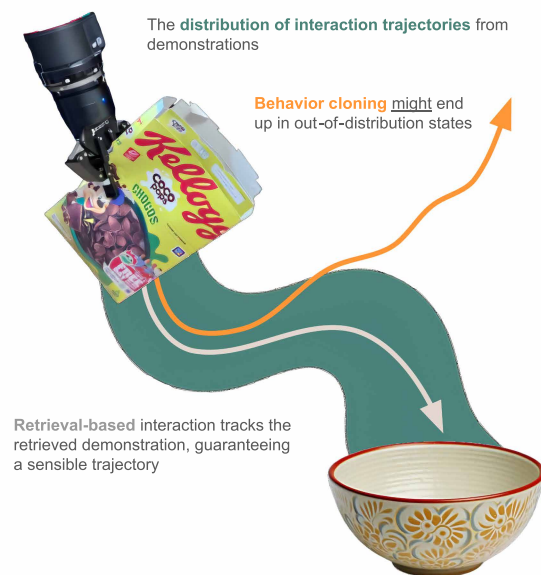 The distribution of interaction trajectories from
demonstrations
Behavior cloning might end
up in out-of-distribution states
Kellogg's
COCO
POPS
CHOCOS
Retrieval-based interaction tracks the
retrieved demonstration, guaranteeing
a sensible trajectory